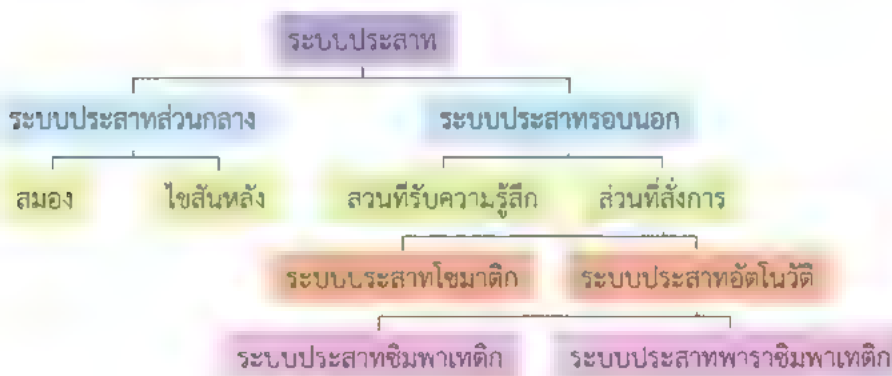 ระบบประสาท
ระบบประสาทส่วนกลาง ระบบประสาทรอบนอก
สมอง ไขสันหลัง ส่วนที่รับความรู้สึก ส่วนที่สั่งการ
ระบบประสาทโซมาติก ระบบประสาทอัตโนวัติ
ระบบประสาทซิมพาเทติก ระบบประสาทพาราซิมพาเทติก